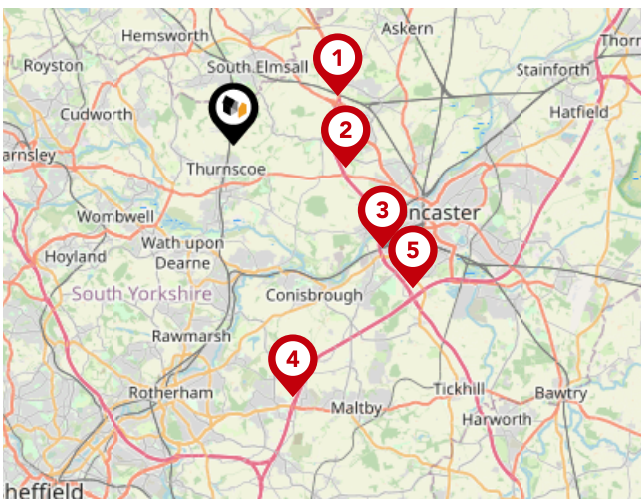 Hemsworth
Askern
1
Thorn
Royston
South Elmsall
Stainforth
Cudworth
Hatfield
2
arnsley
Thurnscoe
3
ncaster
Wombwell
Wath upon
Dearne
Hoyland
5
South Yorkshire
Conisbrough
Rawmarsh
4
Rotherham
Tickhill
Bawtry
Maltby
Harworth
heffield